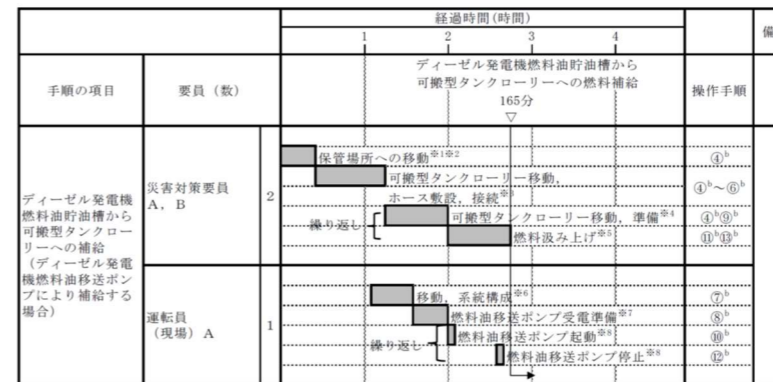 経過時間(時間)
備
1 2 3 4
手順の項目
要員（数）
ディーゼル発電機燃料油貯油槽から
可搬型タンクローリーへの燃料補給
165分
▽
操作手順
ディーゼル発電機
燃料油貯油槽から
可搬型タンクロー
リーへの補給
（ディーゼル発電
機燃料油移送ポン
プにより補給する
場合）
災害対策要員
A，B
2
保管場所への移動※1※2
④b
可搬型タンクローリー移動，
ホース敷設，接続※3
④b～⑥b
繰り返し
可搬型タンクローリー移動，準備※4
④b⑨b
燃料汲み上げ※5
⑪b⑬b
運転員
（現場）A
1
移動，系統構成※6
⑦b
燃料油移送ポンプ受電準備※7
⑧b
繰り返し
燃料油移送ポンプ起動※8
⑩b
燃料油移送ポンプ停止※8
⑫b